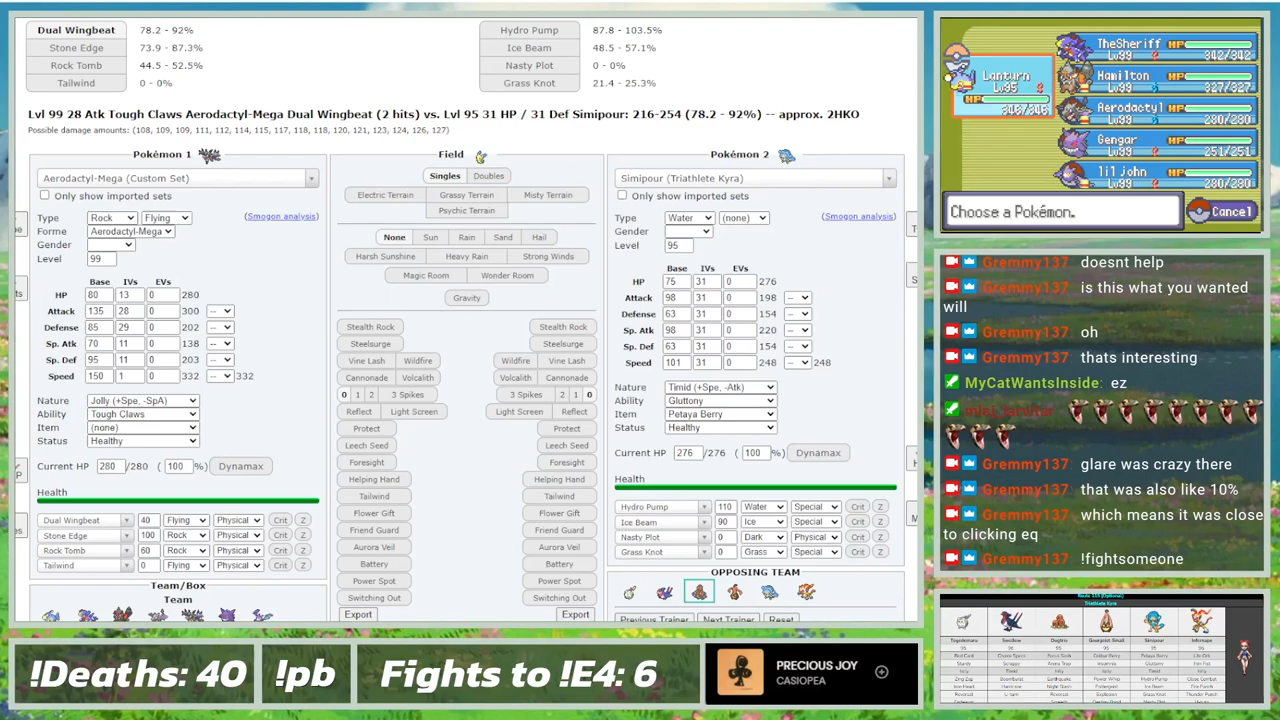 Dual Wingbeat 78.2 - 92%
Stone Edge 73.9 - 87.3%
Rock Tomb 44.5 - 52.5%
Tailwind 0 - 0%
Hydro Pump 87.8 - 103.5%
Ice Beam 48.5 - 57.1%
Nasty Plot 0 - 0%
Grass Knot 21.4 - 25.3%
Lvl 99 28 Atk Tough Claws Aerodactyl-Mega Dual Wingbeat (2 hits) vs. Lvl 95 31 HP / 31 Def Simipour: 216-254 (78.2 - 92%) -- approx. 2HKO
Possible damage amounts: (108, 109, 109, 111, 112, 114, 115, 117, 118, 118, 120, 121, 123, 124, 126, 127)
Pokémon 1
Aerodactyl-Mega (Custom Set)
Only show imported sets
Type Rock Flying (Smogon analysis)
Forme Aerodactyl-Mega
Gender
Level 99
Base IVs EVs
HP 80 13 0 280
Attack 135 28 0 300 --
Defense 85 29 0 202 --
Sp. Atk 70 11 0 138 --
Sp. Def 95 11 0 203 --
Speed 150 1 0 332 -- 332
Nature Jolly (+Spe, -SpA)
Ability Tough Claws
Item (none)
Status Healthy
Current HP 280 /280 (100 %) Dynamax
Health
Dual Wingbeat 40 Flying Physical Crit Z
Stone Edge 100 Rock Physical Crit Z
Rock Tomb 60 Rock Physical Crit Z
Tailwind 0 Flying Physical Crit Z
Team/Box
Team
Field
Singles Doubles
Electric Terrain Grassy Terrain Misty Terrain
Psychic Terrain
None Sun Rain Sand Hail
Harsh Sunshine Heavy Rain Strong Winds
Magic Room Wonder Room
Gravity
Stealth Rock Stealth Rock
Steelsurge Steelsurge
Vine Lash Wildfire Wildfire Vine Lash
Cannonade Volcalith Volcalith Cannonade
0 1 2 3 Spikes 3 Spikes 2 1 0
Reflect Light Screen Light Screen Reflect
Protect Protect
Leech Seed Leech Seed
Foresight Foresight
Helping Hand Helping Hand
Tailwind Tailwind
Flower Gift Flower Gift
Friend Guard Friend Guard
Aurora Veil Aurora Veil
Battery Battery
Power Spot Power Spot
Switching Out Switching Out
Export Export
Pokémon 2
Simipour (Triathlete Kyra)
Only show imported sets
Type Water (none) (Smogon analysis)
Gender
Level 95
Base IVs EVs
HP 75 31 0 276
Attack 98 31 0 198 --
Defense 63 31 0 154 --
Sp. Atk 98 31 0 220 --
Sp. Def 63 31 0 154 --
Speed 101 31 0 248 -- 248
Nature Timid (+Spe, -Atk)
Ability Gluttony
Item Petaya Berry
Status Healthy
Current HP 276 /276 (100 %) Dynamax
Health
Hydro Pump 110 Water Special Crit Z
Ice Beam 90 Ice Special Crit Z
Nasty Plot 0 Dark Physical Crit Z
Grass Knot 0 Grass Special Crit Z
OPPOSING TEAM
Previous Trainer Next Trainer Reset
Lanturn
Lv95
346/346
TheSheriff HP
Lv99 342/342
Hamilton HP
Lv99 327/327
Aerodactyl HP
Lv99 280/280
Gengar HP
Lv99 251/251
lil john HP
Lv99 280/280
Choose a Pokémon.
Cancel
Gremmy137 doesnt help
Gremmy137: is this what you wanted
will
Gremmy137: oh
Gremmy137: thats interesting
MyCatWantsInside: ez
Gremmy137: glare was crazy there
Gremmy137: that was also like 10%
Gremmy137: which means it was close
to clicking eq
Gremmy137: !fightsomeone
Route 115 (Optional)
Triathlete Kyra
!Deaths: 40 !pb Fights to !E4: 6
PRECIOUS JOY
CASIOPEA